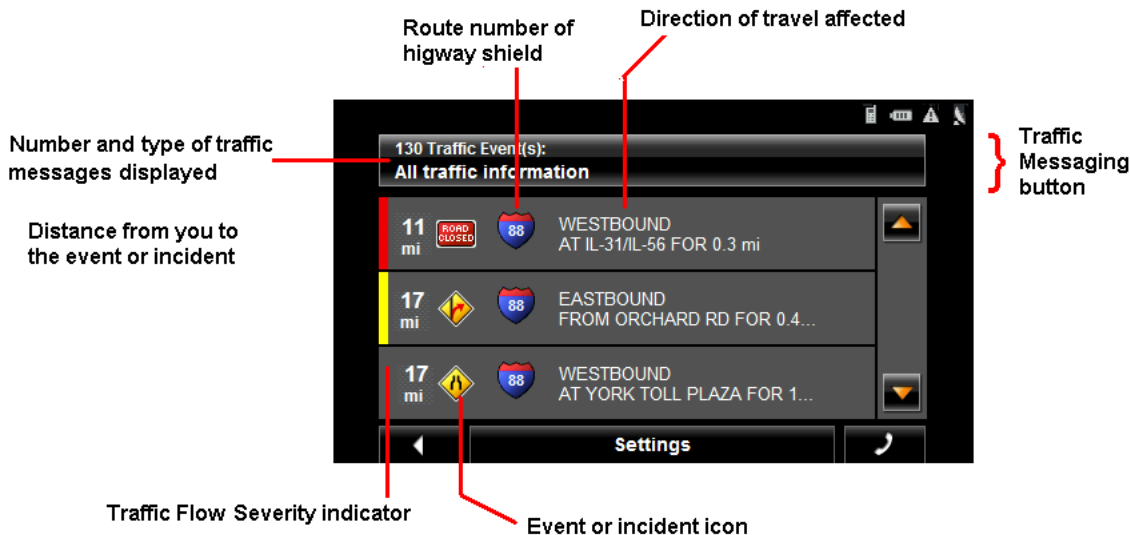 Route number of
higway shield
Direction of travel affected
Number and type of traffic
messages displayed
130 Traffic Event(s):
All traffic information
Traffic
Messaging
button
Distance from you to
the event or incident
11
mi
ROAD
CLOSED
88
WESTBOUND
AT IL-31/IL-56 FOR 0.3 mi
17
mi
88
EASTBOUND
FROM ORCHARD RD FOR 0.4...
17
mi
88
WESTBOUND
AT YORK TOLL PLAZA FOR 1...
Settings
Traffic Flow Severity indicator
Event or incident icon